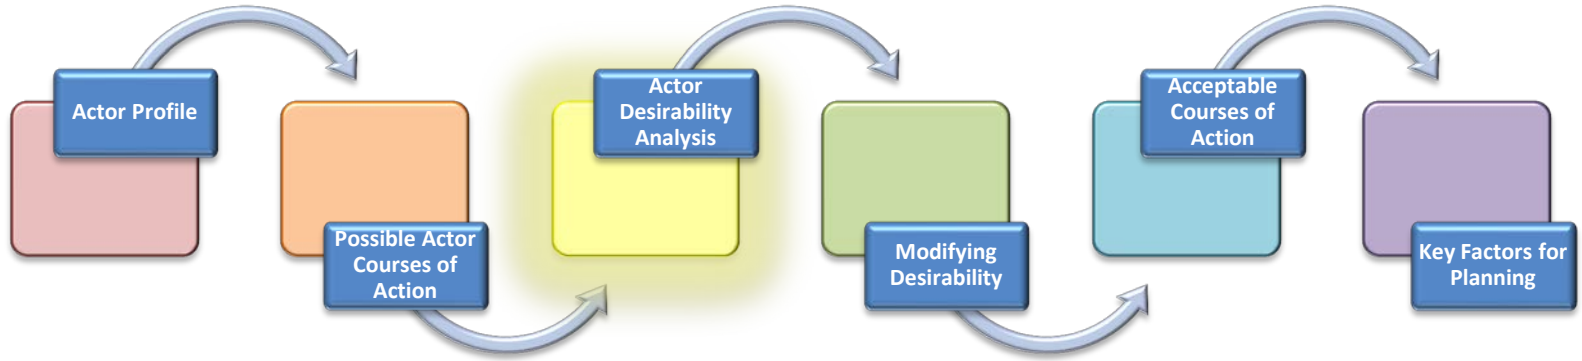 Actor Profile
Possible Actor
Courses of
Action
Actor
Desirability
Analysis
Modifying
Desirability
Acceptable
Courses of
Action
Key Factors for
Planning